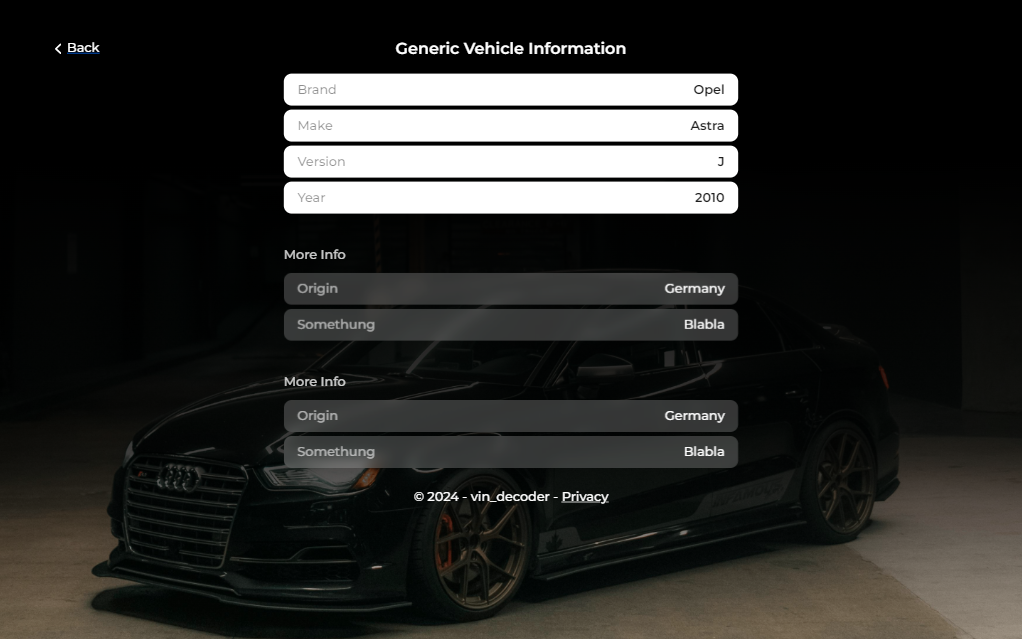 Back
Generic Vehicle Information
Brand Opel
Make Astra
Version J
Year 2010
More Info
Origin Germany
Somethung Blabla
More Info
Origin Germany
Somethung Blabla
© 2024 - vin_decoder - Privacy